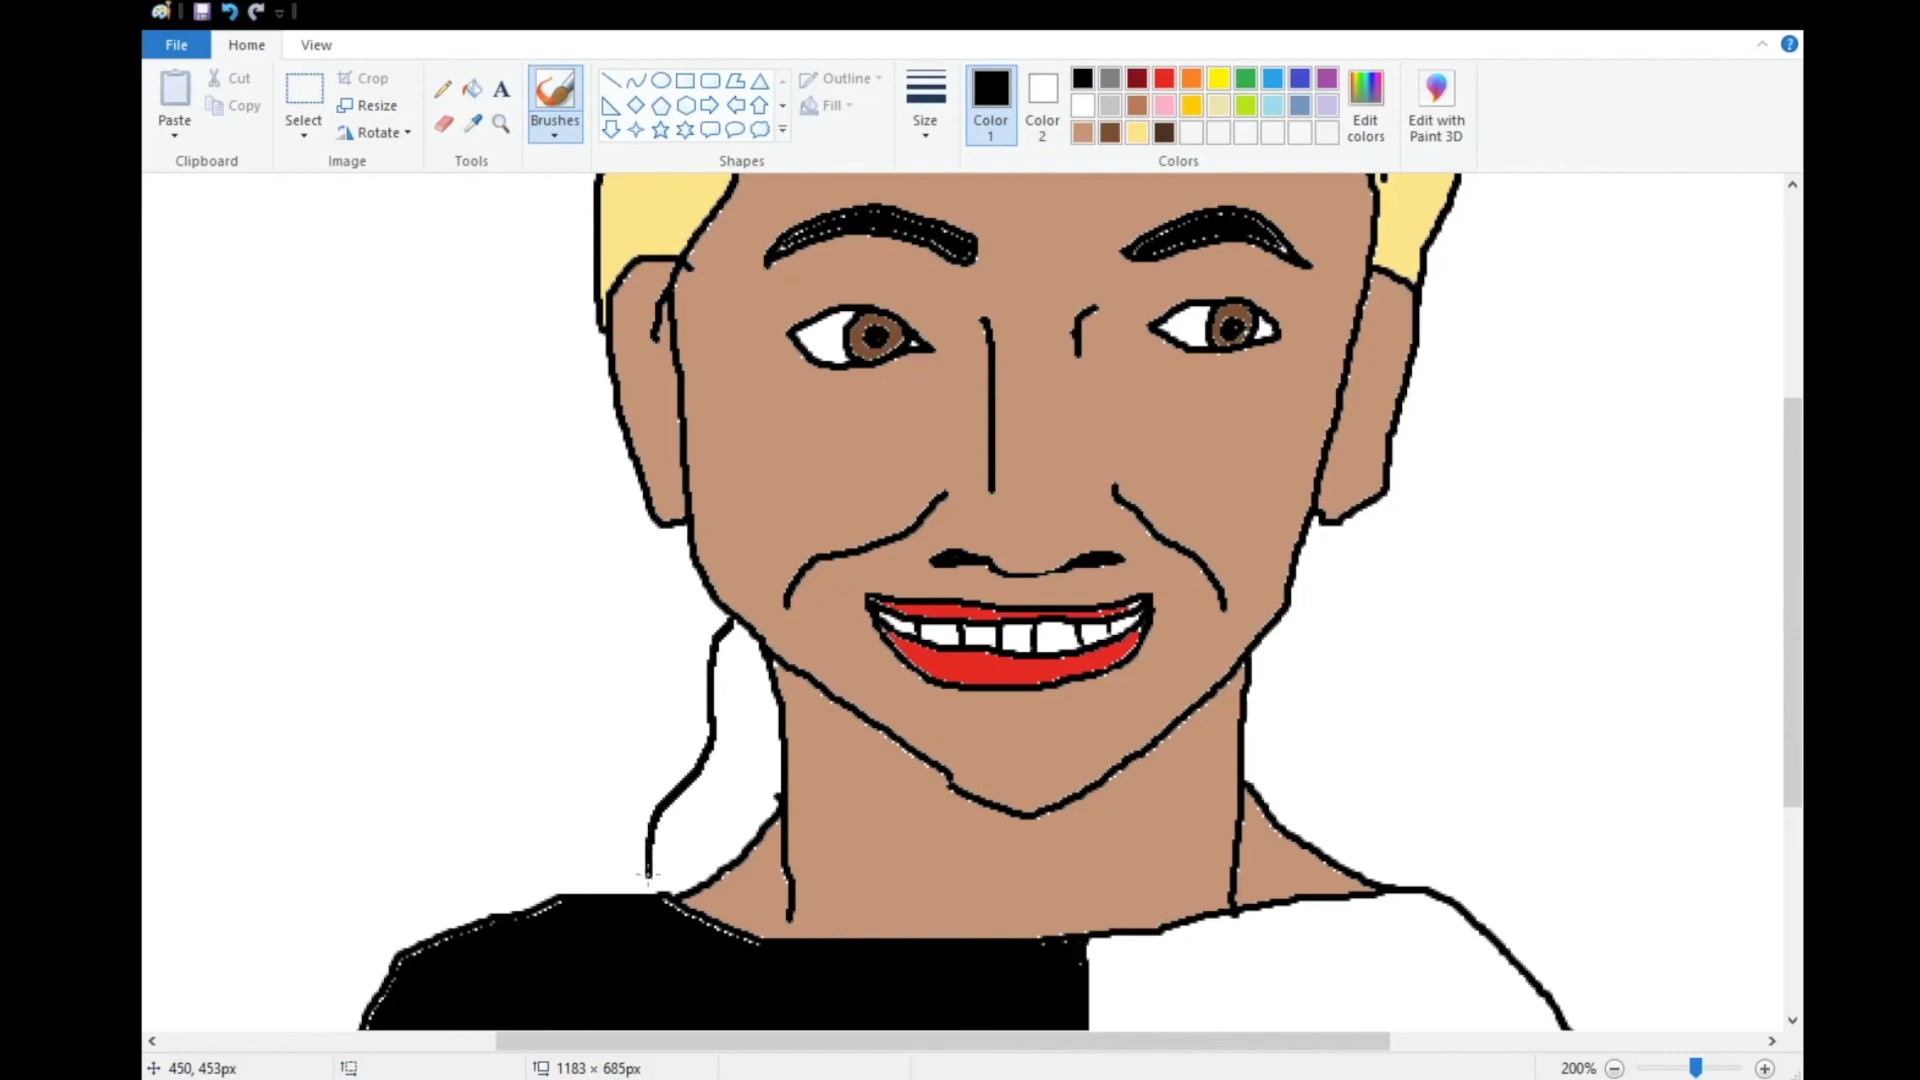 File Home View
Paste Cut Copy Clipboard
Select Crop Resize Rotate Image
A Tools
Brushes
Outline Fill Shapes
Size
Color 1 Color 2 Edit colors Colors
Edit with Paint 3D
450, 453px 1183 × 685px 200%